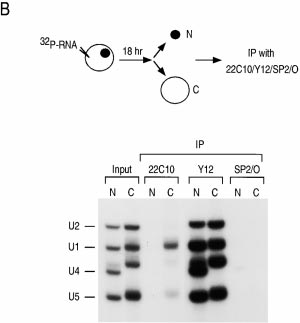 B
32P-RNA
18 hr
N
C
IP with
22C10/Y12/SP2/O
IP
Input 22C10 Y12 SP2/O
N C N C N C N C
U2
U1
U4
U5